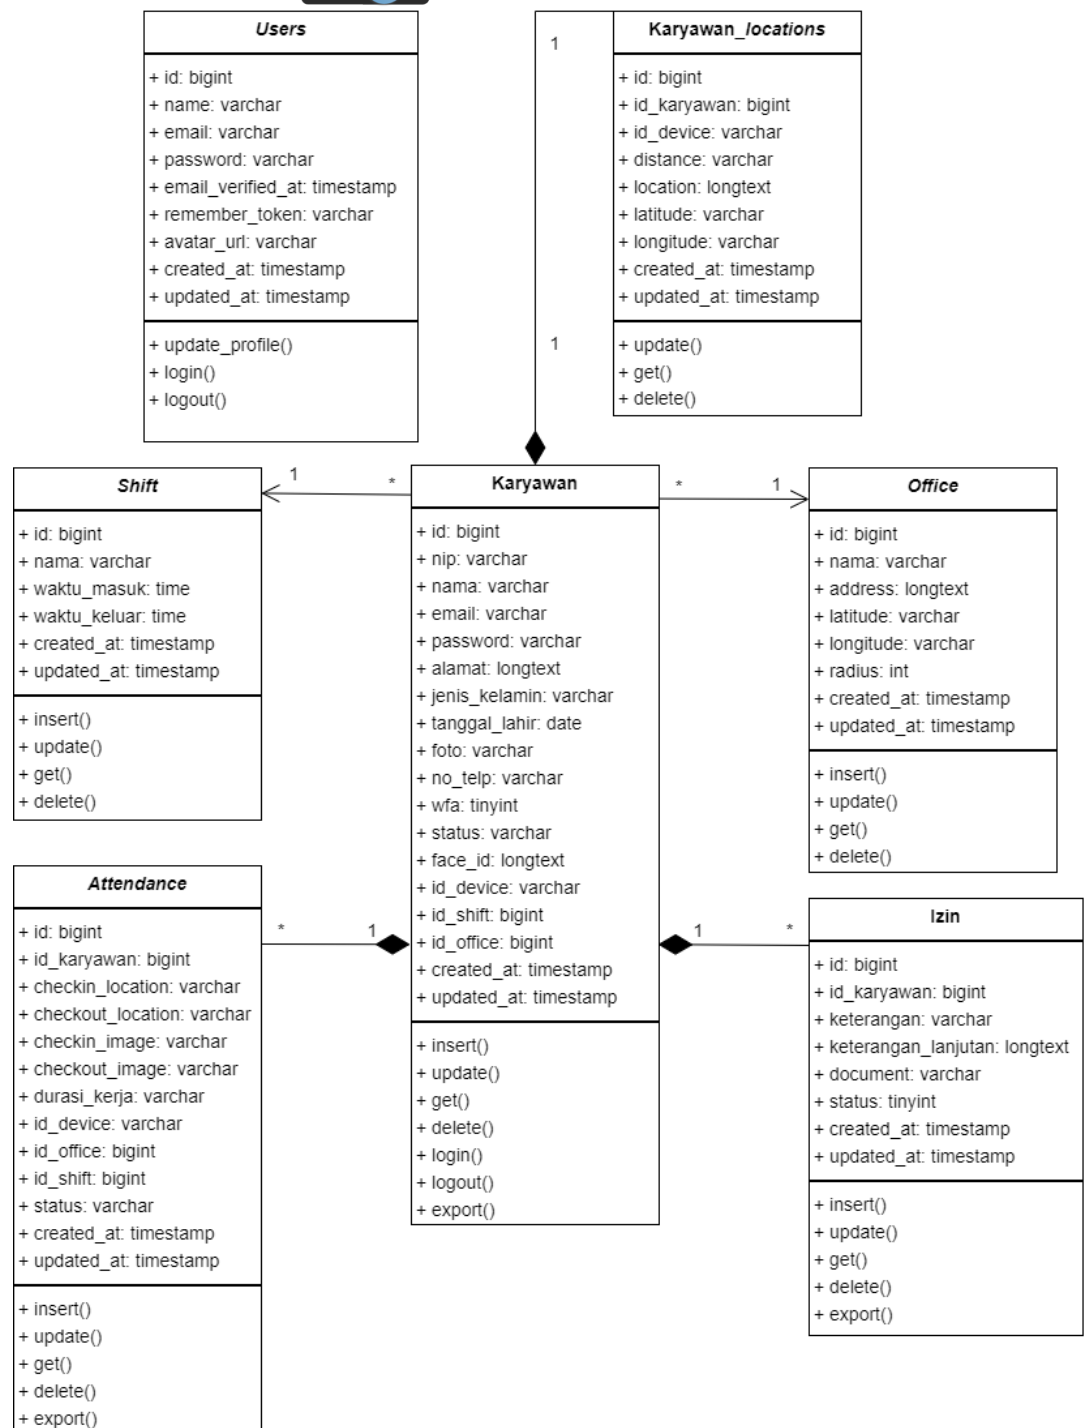 Users
+ id: bigint
+ name: varchar
+ email: varchar
+ password: varchar
+ email_verified_at: timestamp
+ remember_token: varchar
+ avatar_url: varchar
+ created_at: timestamp
+ updated_at: timestamp
+ update_profile()
+ login()
+ logout()
1
1
Karyawan_locations
+ id: bigint
+ id_karyawan: bigint
+ id_device: varchar
+ distance: varchar
+ location: longtext
+ latitude: varchar
+ longitude: varchar
+ created_at: timestamp
+ updated_at: timestamp
+ update()
+ get()
+ delete()
Shift
+ id: bigint
+ nama: varchar
+ waktu_masuk: time
+ waktu_keluar: time
+ created_at: timestamp
+ updated_at: timestamp
+ insert()
+ update()
+ get()
+ delete()
1 *
Karyawan
+ id: bigint
+ nip: varchar
+ nama: varchar
+ email: varchar
+ password: varchar
+ alamat: longtext
+ jenis_kelamin: varchar
+ tanggal_lahir: date
+ foto: varchar
+ no_telp: varchar
+ wfa: tinyint
+ status: varchar
+ face_id: longtext
+ id_device: varchar
+ id_shift: bigint
+ id_office: bigint
+ created_at: timestamp
+ updated_at: timestamp
+ insert()
+ update()
+ get()
+ delete()
+ login()
+ logout()
+ export()
* 1
Office
+ id: bigint
+ nama: varchar
+ address: longtext
+ latitude: varchar
+ longitude: varchar
+ radius: int
+ created_at: timestamp
+ updated_at: timestamp
+ insert()
+ update()
+ get()
+ delete()
Attendance
+ id: bigint
+ id_karyawan: bigint
+ checkin_location: varchar
+ checkout_location: varchar
+ checkin_image: varchar
+ checkout_image: varchar
+ durasi_kerja: varchar
+ id_device: varchar
+ id_office: bigint
+ id_shift: bigint
+ status: varchar
+ created_at: timestamp
+ updated_at: timestamp
+ insert()
+ update()
+ get()
+ delete()
+ export()
* 1
1 *
Izin
+ id: bigint
+ id_karyawan: bigint
+ keterangan: varchar
+ keterangan_lanjutan: longtext
+ document: varchar
+ status: tinyint
+ created_at: timestamp
+ updated_at: timestamp
+ insert()
+ update()
+ get()
+ delete()
+ export()